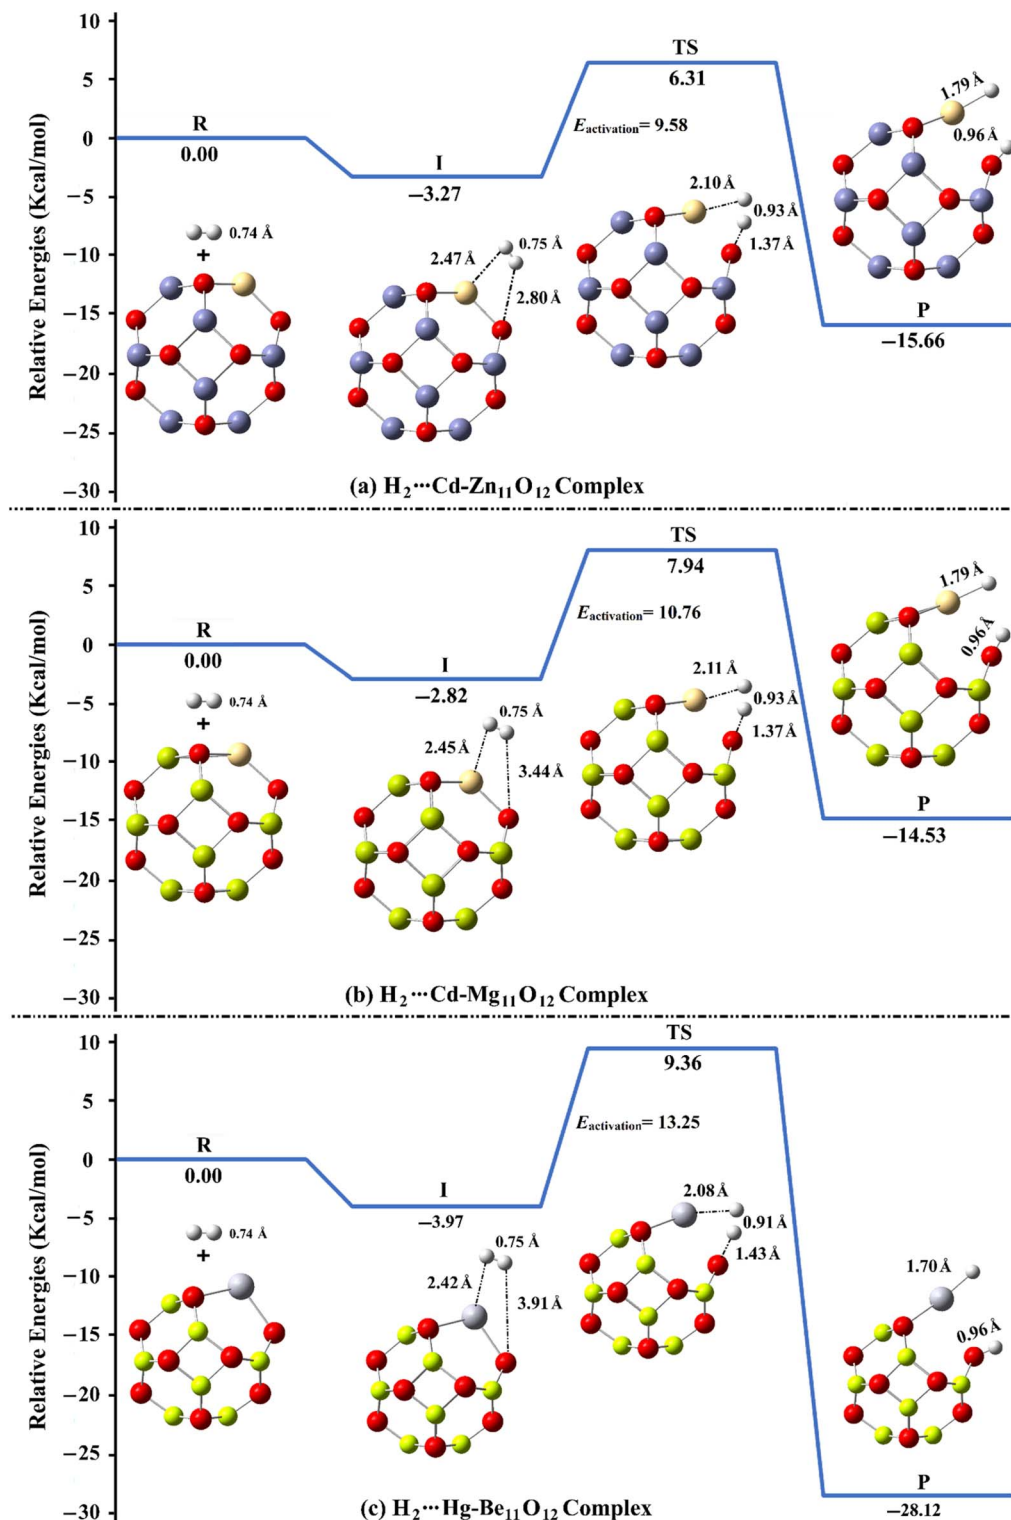 Relative Energies (Kcal/mol)
10
5
0
−5
−10
−15
−20
−25
−30
R
0.00
0.74 Å
+
I
−3.27
2.47 Å
0.75 Å
2.80 Å
TS
6.31
Eactivation= 9.58
2.10 Å
0.93 Å
1.37 Å
1.79 Å
0.96 Å
P
−15.66
(a) H2···Cd-Zn11O12 Complex
Relative Energies (Kcal/mol)
10
5
0
−5
−10
−15
−20
−25
−30
R
0.00
0.74 Å
+
I
−2.82
0.75 Å
2.45 Å
3.44 Å
TS
7.94
Eactivation= 10.76
2.11 Å
0.93 Å
1.37 Å
1.79 Å
0.96 Å
P
−14.53
(b) H2···Cd-Mg11O12 Complex
Relative Energies (Kcal/mol)
10
5
0
−5
−10
−15
−20
−25
−30
R
0.00
0.74 Å
+
I
−3.97
0.75 Å
2.42 Å
3.91 Å
TS
9.36
Eactivation= 13.25
2.08 Å
0.91 Å
1.43 Å
1.70 Å
0.96 Å
P
−28.12
(c) H2···Hg-Be11O12 Complex